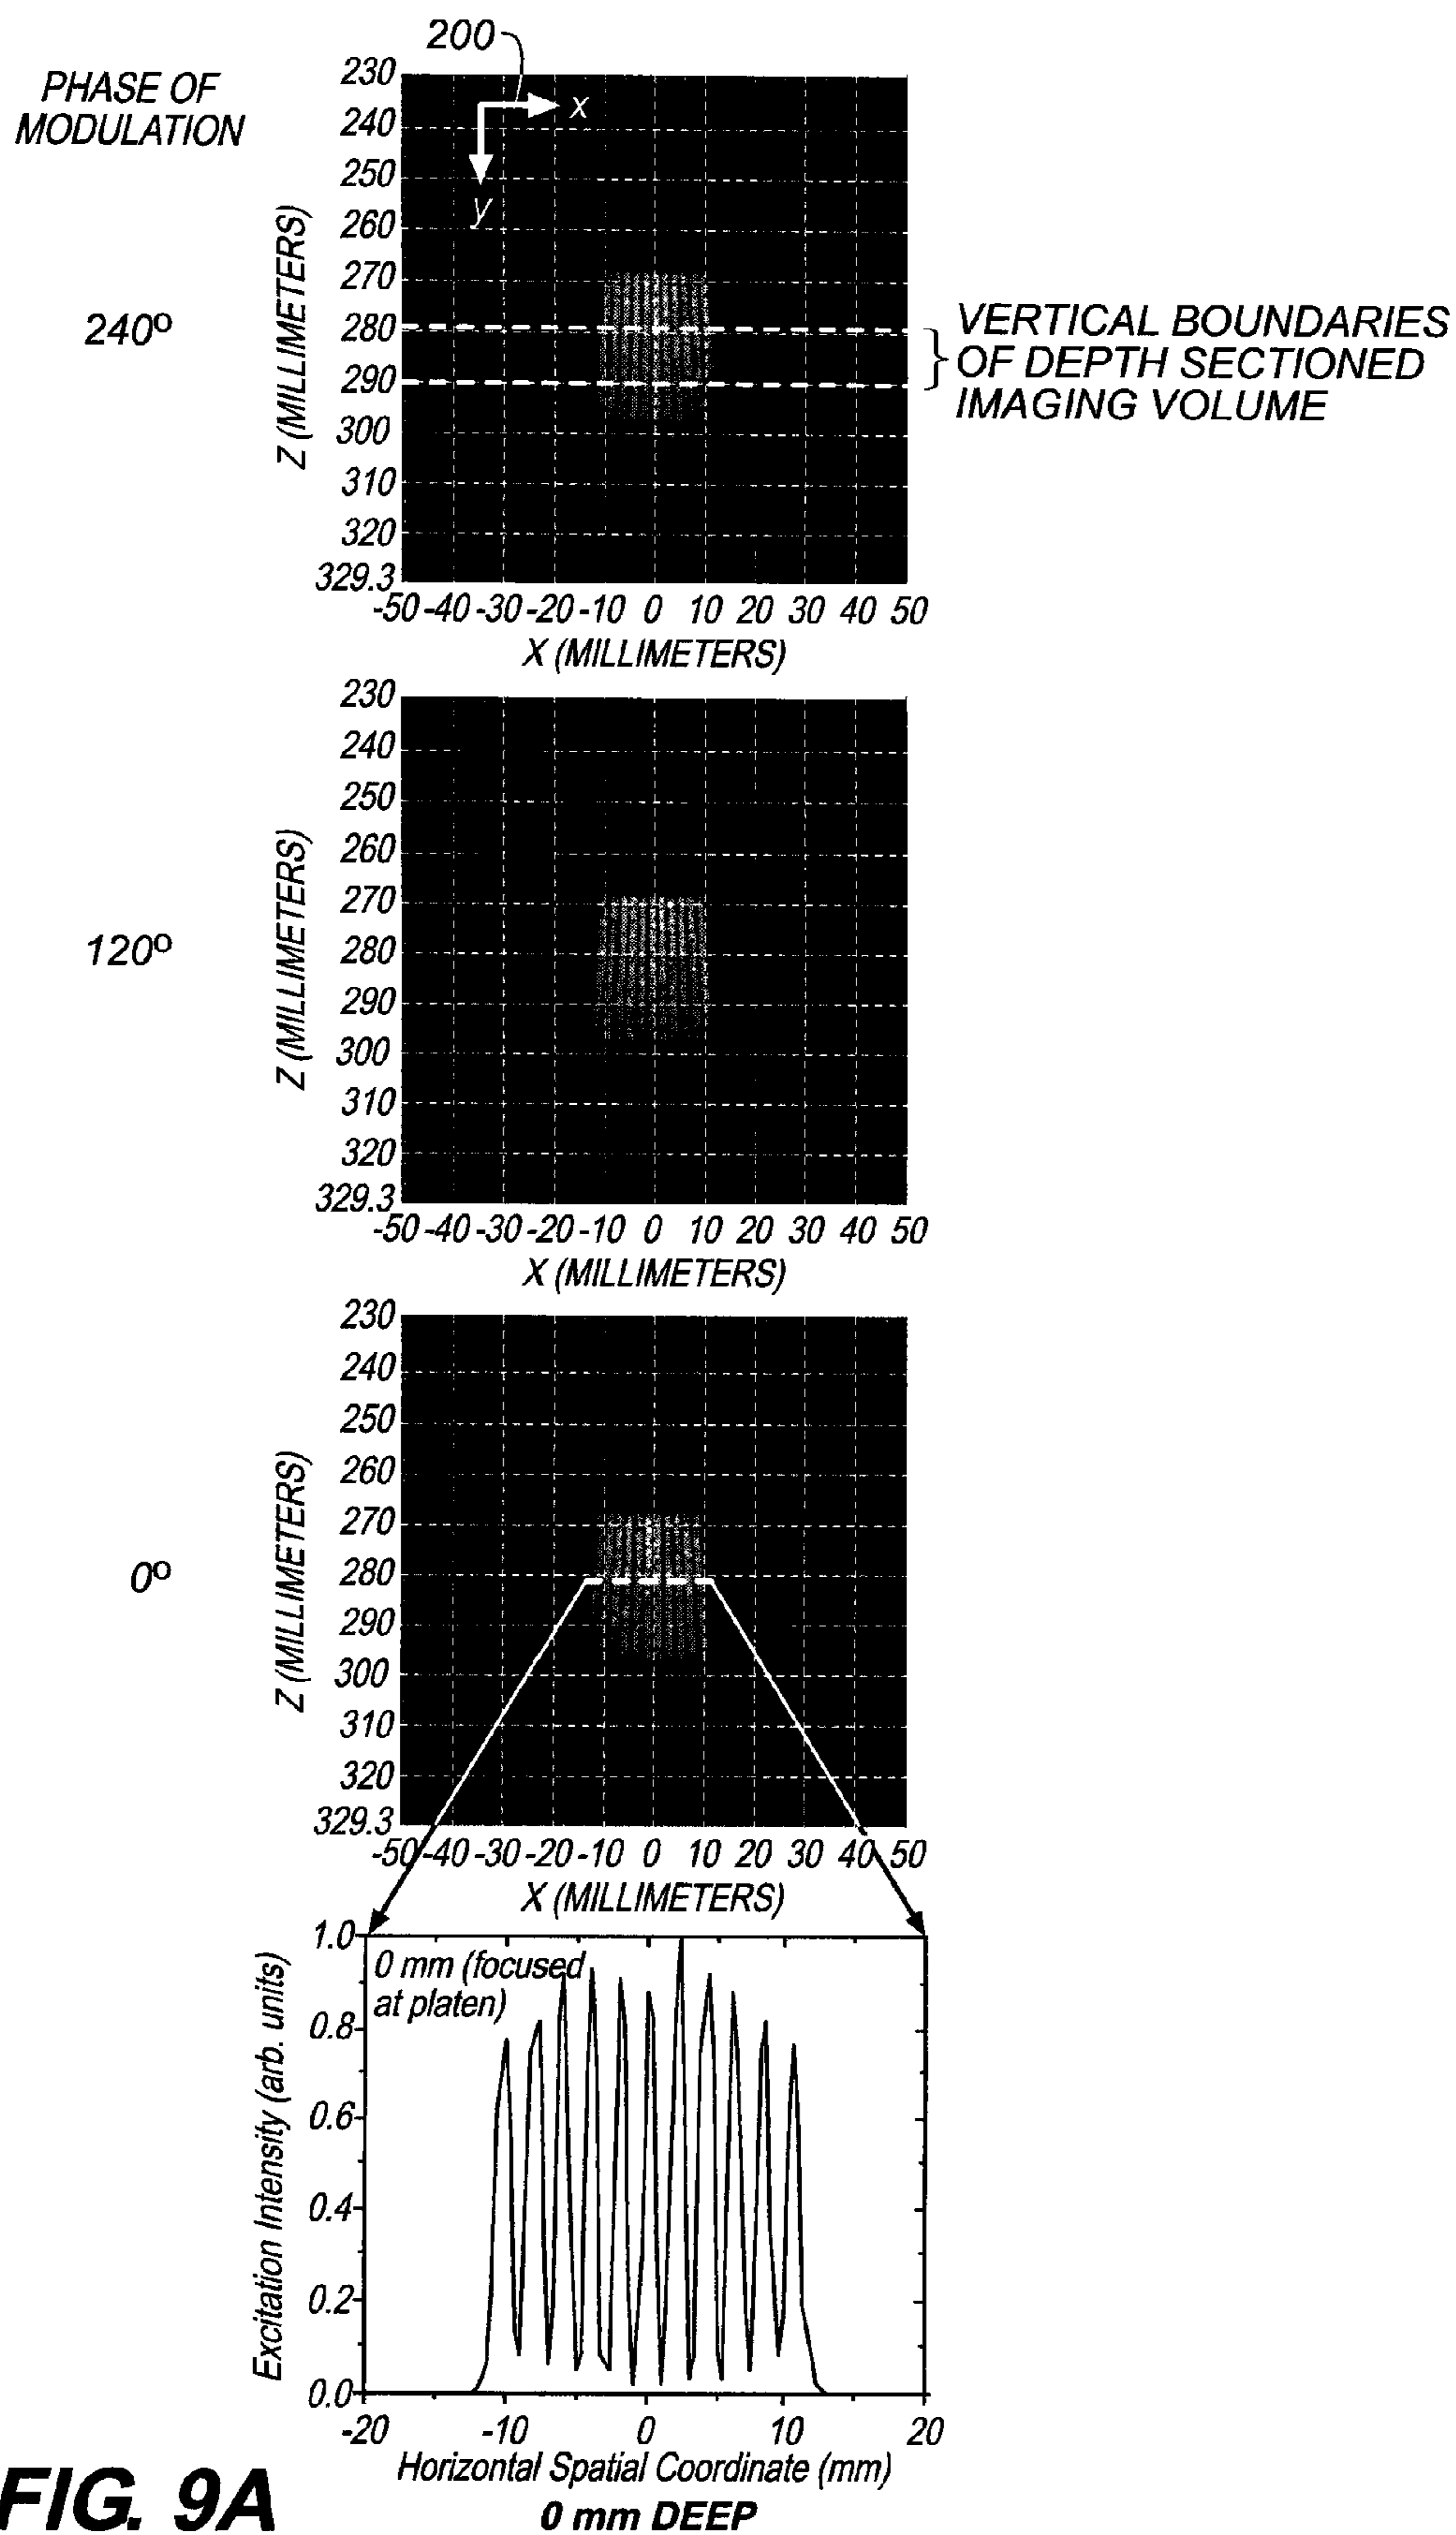 200
PHASE OF
MODULATION
230
240
250
260
270
280
290
300
310
320
329.3
Z (MILLIMETERS)
x
y
240º
VERTICAL BOUNDARIES
OF DEPTH SECTIONED
IMAGING VOLUME
-50 -40 -30 -20 -10 0 10 20 30 40 50
X (MILLIMETERS)
230
240
250
260
270
280
290
300
310
320
329.3
Z (MILLIMETERS)
120º
-50 -40 -30 -20 -10 0 10 20 30 40 50
X (MILLIMETERS)
230
240
250
260
270
280
290
300
310
320
329.3
Z (MILLIMETERS)
0º
-50 -40 -30 -20 -10 0 10 20 30 40 50
X (MILLIMETERS)
1.0
0.8
0.6
0.4
0.2
0.0
Excitation Intensity (arb. units)
0 mm (focused
at platen)
-20 -10 0 10 20
Horizontal Spatial Coordinate (mm)
0 mm DEEP
FIG. 9A